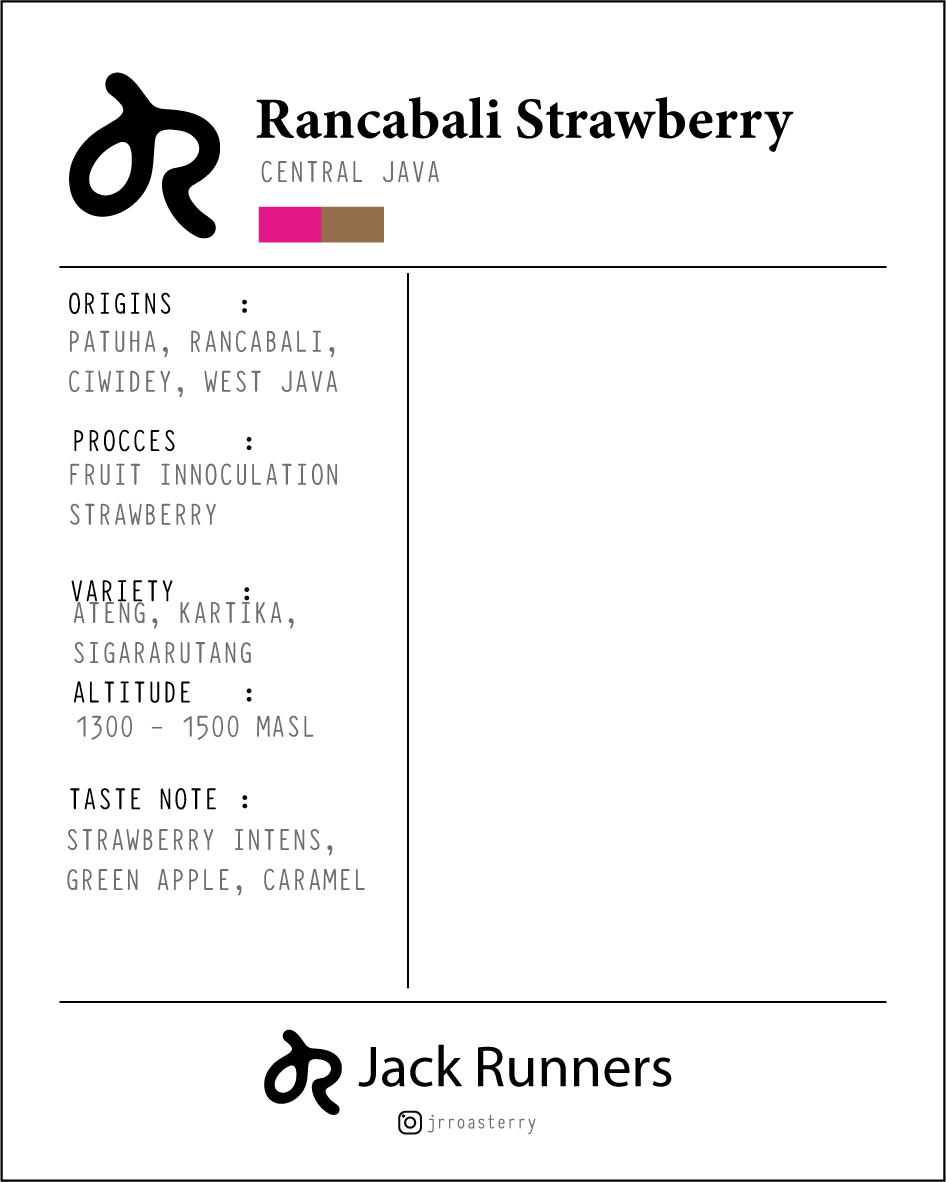 Rancabali Strawberry
CENTRAL JAVA
ORIGINS :
PATUHA, RANCABALI,
CIWIDEY, WEST JAVA
PROCCES :
FRUIT INNOCULATION
STRAWBERRY
VARIETY :
ATENG, KARTIKA,
SIGARARUTANG
ALTITUDE :
1300 - 1500 MASL
TASTE NOTE :
STRAWBERRY INTENS,
GREEN APPLE, CARAMEL
Jack Runners
jrroasterry